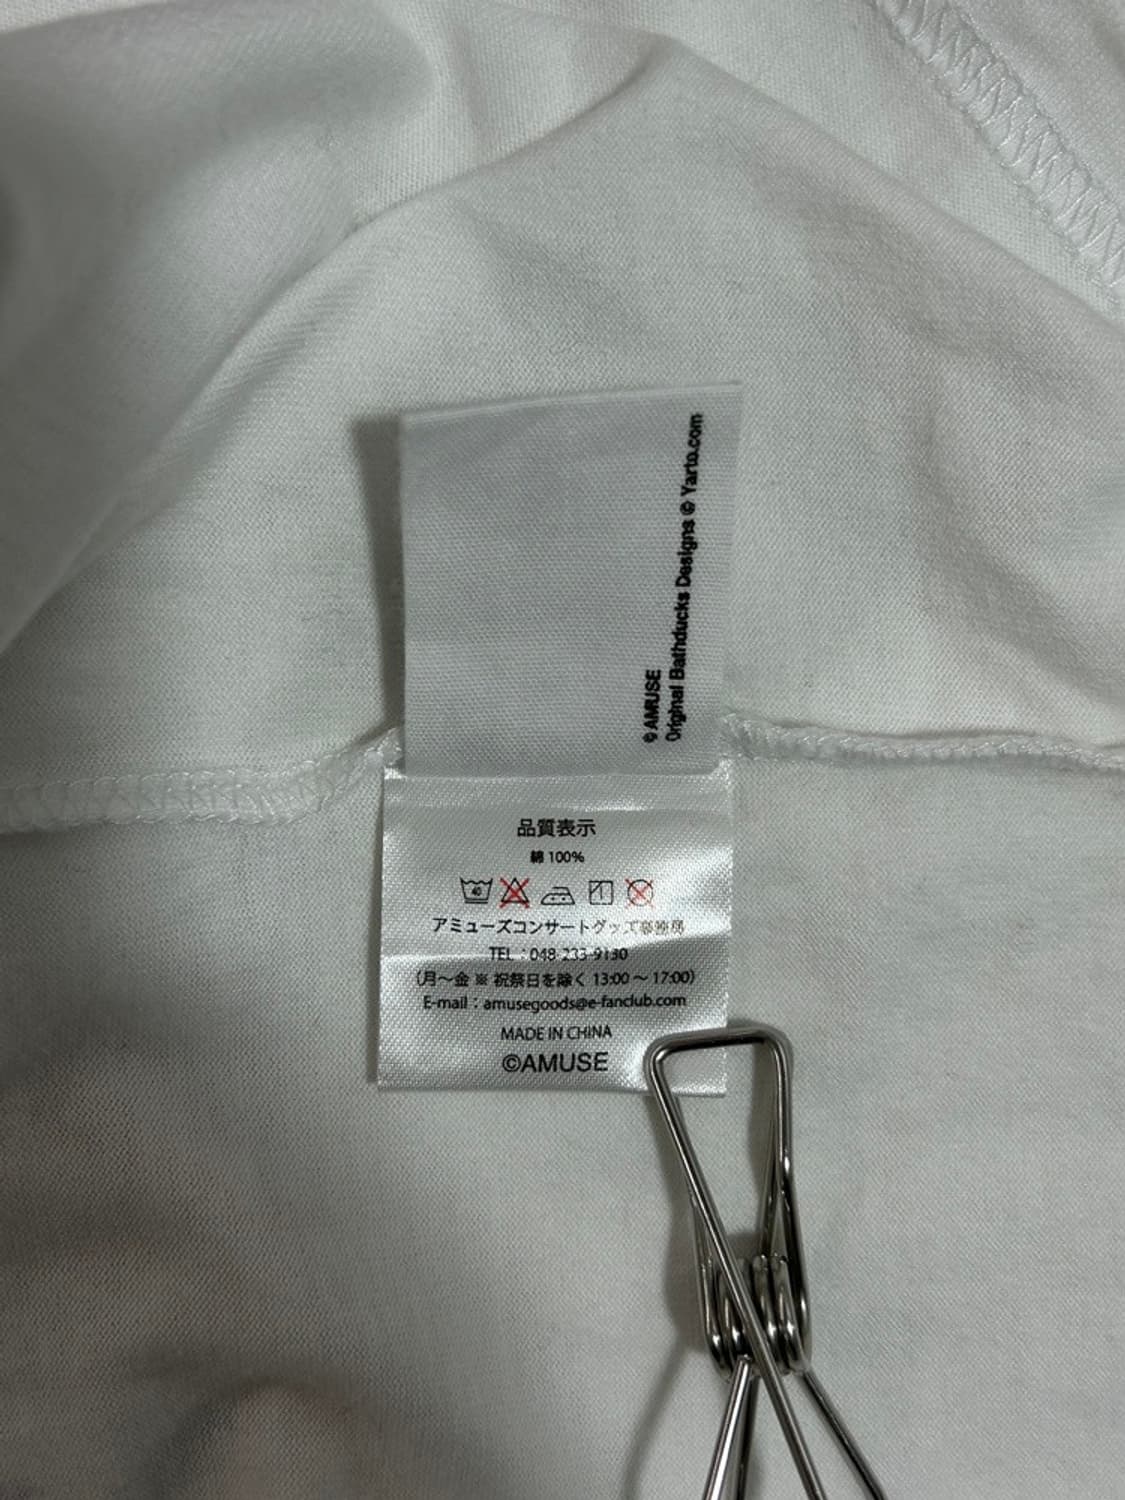 © AMUSE
Original Bathducks Designs © Yarto.com
品質表示
綿 100%
40
アミューズコンサートグッズ事務局
TEL：048-233-9130
（月〜金 ※ 祝祭日を除く 13:00 〜 17:00）
E-mail：amusegoods@e-fanclub.com
MADE IN CHINA
©AMUSE